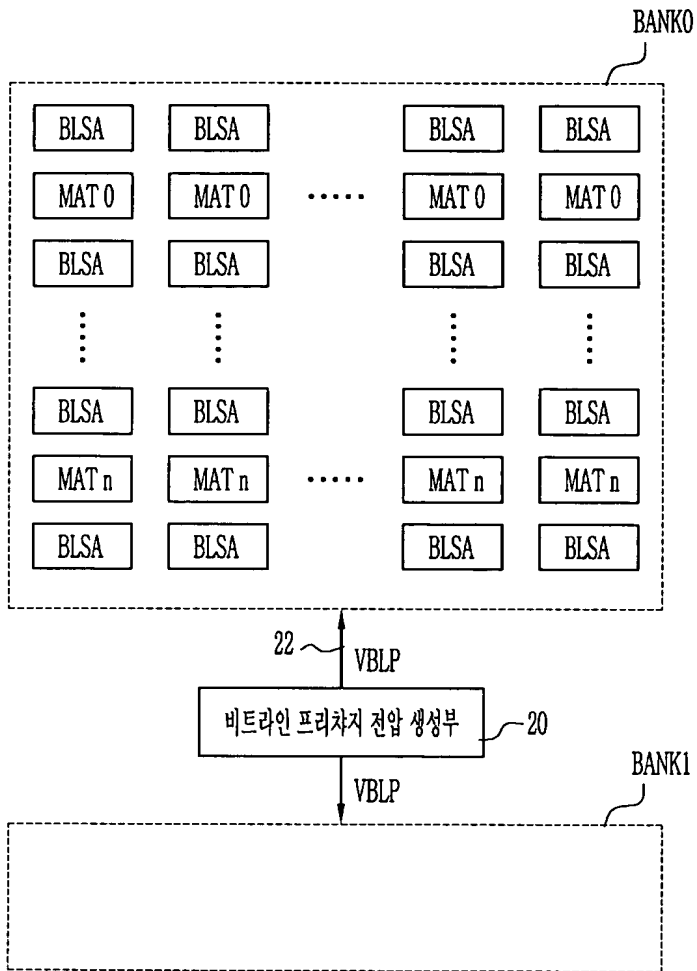 BANK0
BLSA BLSA BLSA BLSA
MAT 0 MAT 0 ····· MAT 0 MAT 0
BLSA BLSA BLSA BLSA
BLSA BLSA BLSA BLSA
MAT n MAT n ····· MAT n MAT n
BLSA BLSA BLSA BLSA
22 VBLP
비트라인 프리챠지 전압 생성부 20
VBLP
BANK1